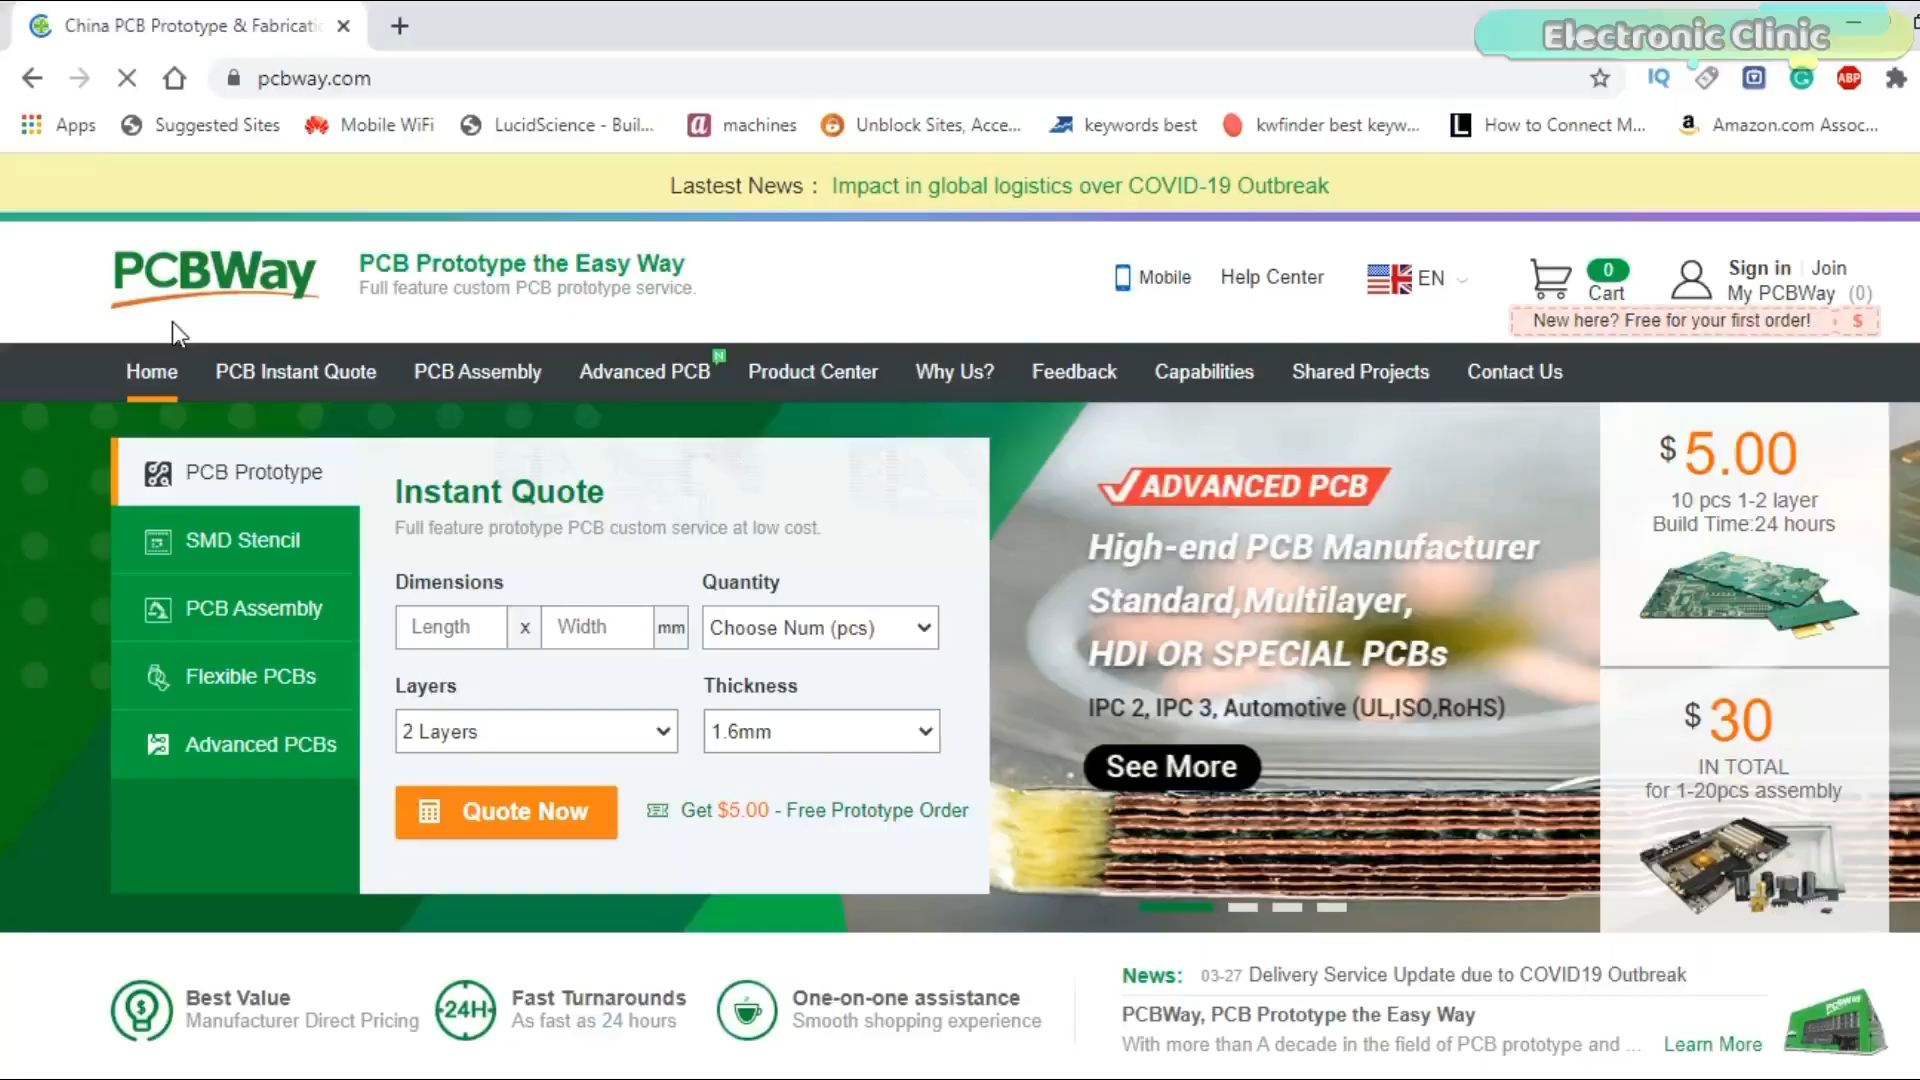 China PCB Prototype & Fabricatio
Electronic Clinic
pcbway.com
IQ
ABP
Apps
Suggested Sites
Mobile WiFi
LucidScience - Buil...
a
machines
Unblock Sites, Acce...
keywords best
kwfinder best keyw...
L
How to Connect M...
a
Amazon.com Assoc...
Lastest News : Impact in global logistics over COVID-19 Outbreak
PCBWay
PCB Prototype the Easy Way
Full feature custom PCB prototype service.
Mobile
Help Center
EN
0
Cart
Sign in | Join
My PCBWay (0)
New here? Free for your first order! $
Home
PCB Instant Quote
PCB Assembly
Advanced PCB
N
Product Center
Why Us?
Feedback
Capabilities
Shared Projects
Contact Us
PCB Prototype
SMD Stencil
PCB Assembly
Flexible PCBs
Advanced PCBs
Instant Quote
Full feature prototype PCB custom service at low cost.
Dimensions
Quantity
Length x Width mm
Choose Num (pcs)
Layers
Thickness
2 Layers
1.6mm
Quote Now
Get $5.00 - Free Prototype Order
ADVANCED PCB
High-end PCB Manufacturer
Standard,Multilayer,
HDI OR SPECIAL PCBs
IPC 2, IPC 3, Automotive (UL,ISO,RoHS)
See More
$ 5.00
10 pcs 1-2 layer
Build Time:24 hours
$ 30
IN TOTAL
for 1-20pcs assembly
Best Value
Manufacturer Direct Pricing
24H
Fast Turnarounds
As fast as 24 hours
One-on-one assistance
Smooth shopping experience
News: 03-27 Delivery Service Update due to COVID19 Outbreak
PCBWay, PCB Prototype the Easy Way
With more than A decade in the field of PCB prototype and ... Learn More
PCBWay